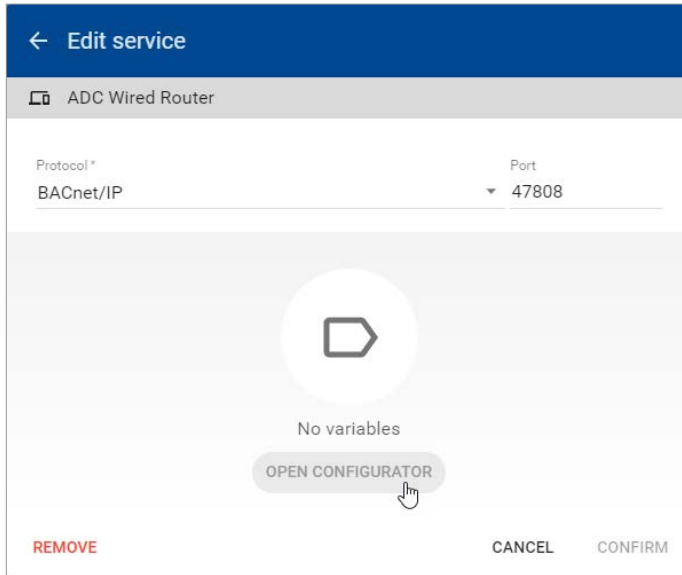 Edit service
ADC Wired Router
Protocol *
Port
BACnet/IP
47808
No variables
OPEN CONFIGURATOR
REMOVE
CANCEL
CONFIRM